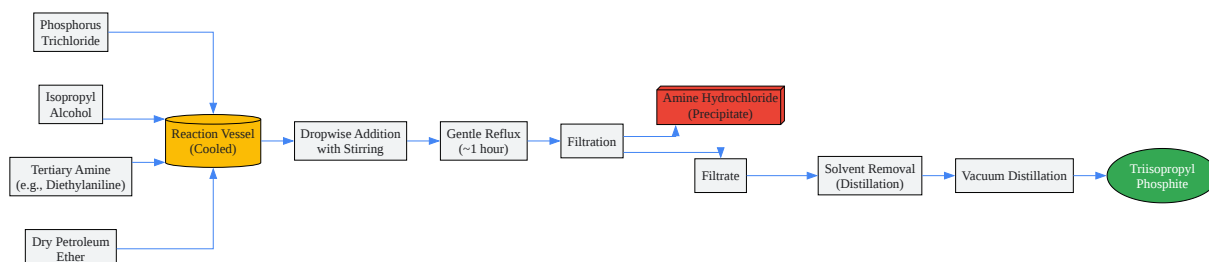 Phosphorus
Trichloride
Isopropyl
Alcohol
Tertiary Amine
(e.g., Diethylaniline)
Dry Petroleum
Ether
Reaction Vessel
(Cooled)
Dropwise Addition
with Stirring
Gentle Reflux
(~1 hour)
Filtration
Amine Hydrochloride
(Precipitate)
Filtrate
Solvent Removal
(Distillation)
Vacuum Distillation
Triisopropyl
Phosphite